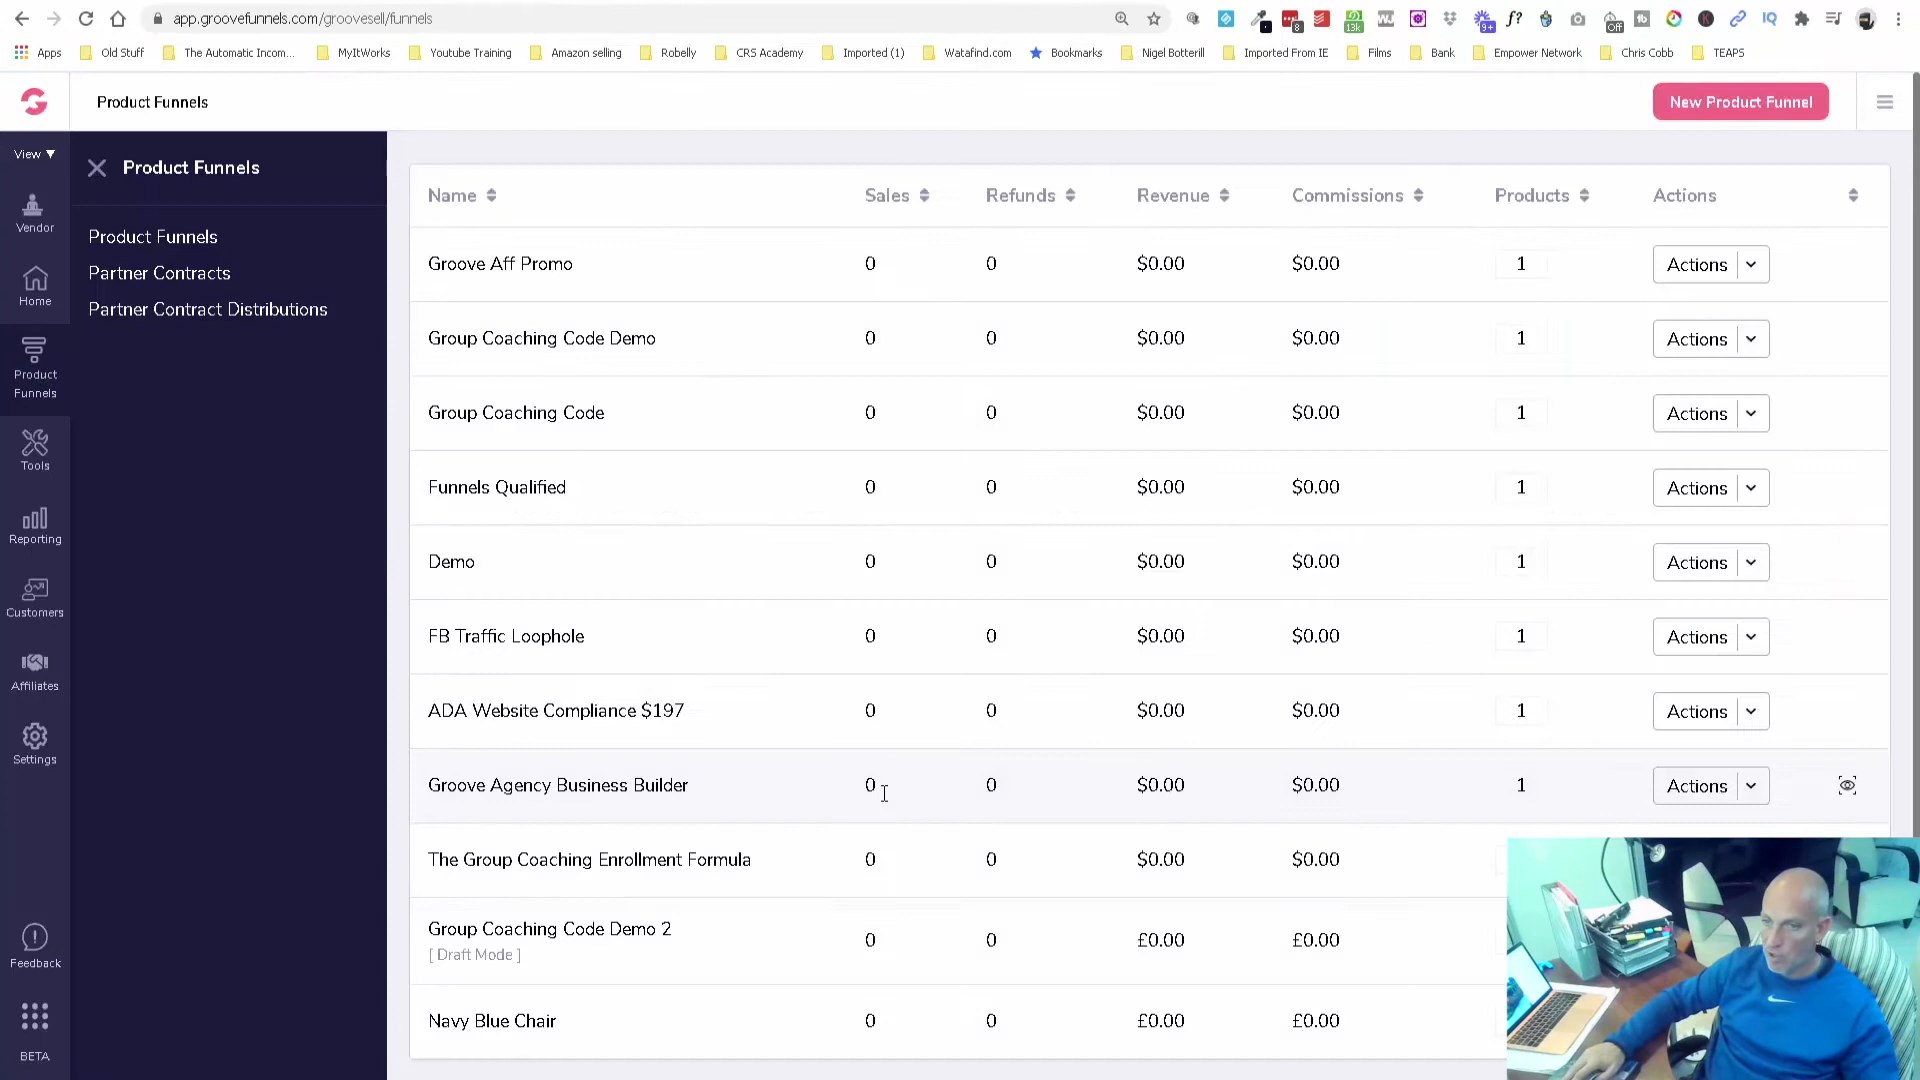 app.groovefunnels.com/groovesell/funnels
8
13k
9+
f?
Off
IQ
Apps
Old Stuff
The Automatic Incom...
MyItWorks
Youtube Training
Amazon selling
Robelly
CRS Academy
Imported (1)
Watafind.com
Bookmarks
Nigel Botterill
Imported From IE
Films
Bank
Empower Network
Chris Cobb
TEAPS
Product Funnels
New Product Funnel
View ▼
Vendor
Home
Product
Funnels
Tools
Reporting
Customers
Affiliates
Settings
Feedback
BETA
Product Funnels
Product Funnels
Partner Contracts
Partner Contract Distributions
Name Sales Refunds Revenue Commissions Products Actions
Groove Aff Promo 0 0 $0.00 $0.00 1 Actions
Group Coaching Code Demo 0 0 $0.00 $0.00 1 Actions
Group Coaching Code 0 0 $0.00 $0.00 1 Actions
Funnels Qualified 0 0 $0.00 $0.00 1 Actions
Demo 0 0 $0.00 $0.00 1 Actions
FB Traffic Loophole 0 0 $0.00 $0.00 1 Actions
ADA Website Compliance $197 0 0 $0.00 $0.00 1 Actions
Groove Agency Business Builder 0 0 $0.00 $0.00 1 Actions
The Group Coaching Enrollment Formula 0 0 $0.00 $0.00
Group Coaching Code Demo 2 0 0 £0.00 £0.00
[ Draft Mode ]
Navy Blue Chair 0 0 £0.00 £0.00